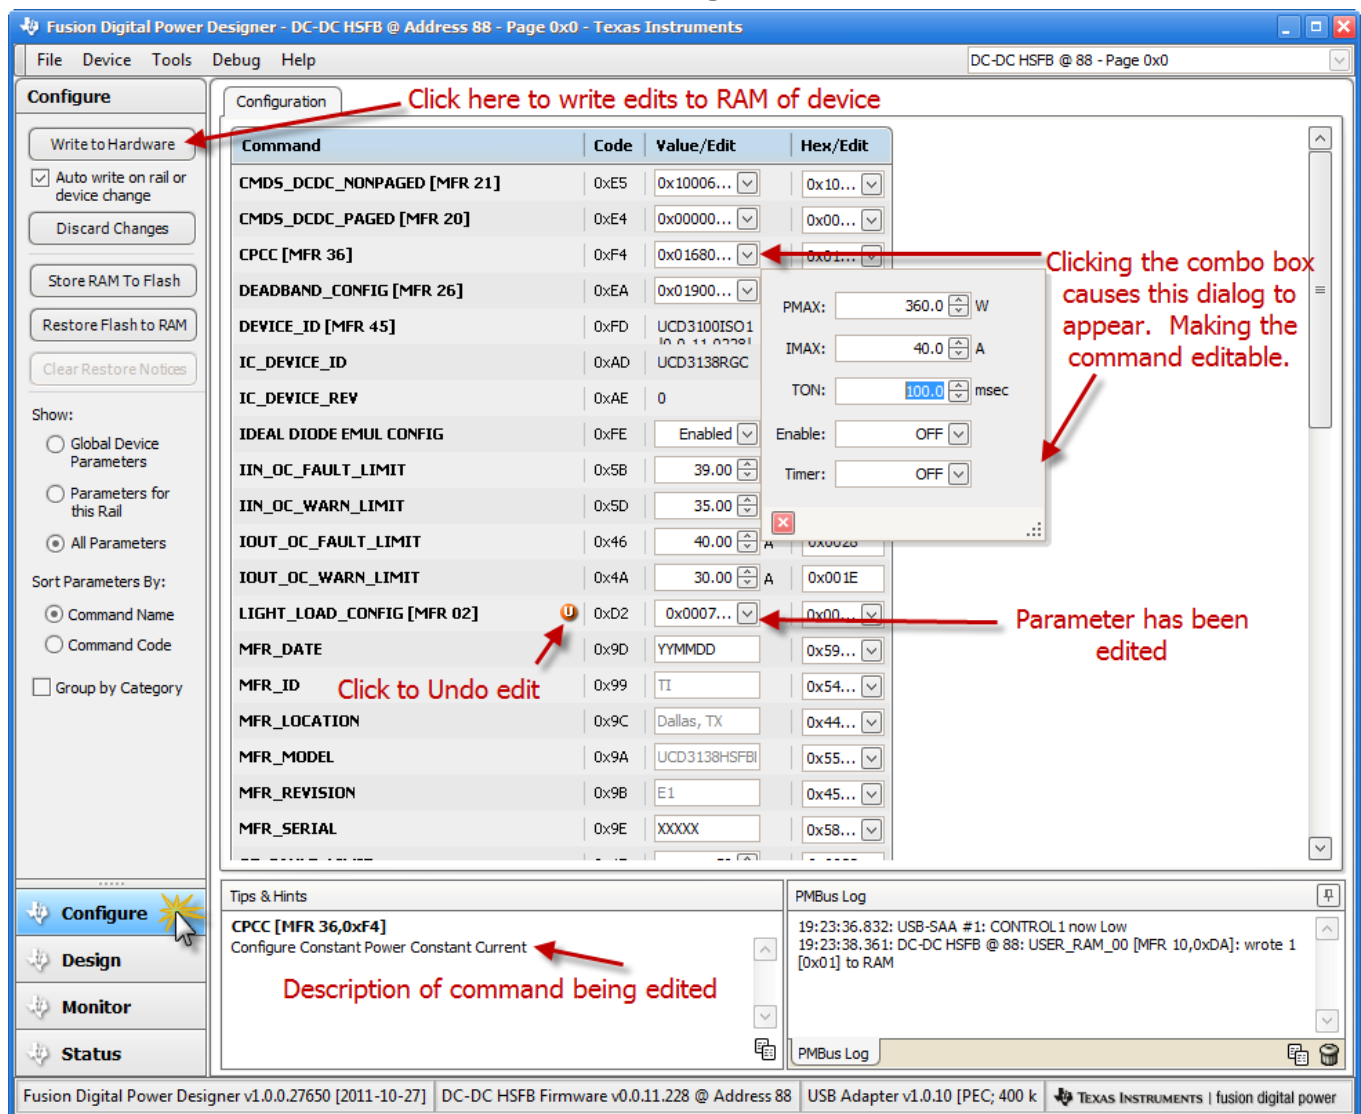 Fusion Digital Power Designer - DC-DC HSFB @ Address 88 - Page 0x0 - Texas Instruments
File Device Tools Debug Help
DC-DC HSFB @ 88 - Page 0x0
Configure
Write to Hardware
Auto write on rail or
device change
Discard Changes
Store RAM To Flash
Restore Flash to RAM
Clear Restore Notices
Show:
Global Device
Parameters
Parameters for
this Rail
All Parameters
Sort Parameters By:
Command Name
Command Code
Group by Category
Configuration
Click here to write edits to RAM of device
Command Code Value/Edit Hex/Edit
CMDS_DCDC_NONPAGED [MFR 21] 0xE5 0x10006... 0x10...
CMDS_DCDC_PAGED [MFR 20] 0xE4 0x00000... 0x00...
CPCC [MFR 36] 0xF4 0x01680... 0x01...
DEADBAND_CONFIG [MFR 26] 0xEA 0x01900...
DEVICE_ID [MFR 45] 0xFD UCD3100ISO1
IC_DEVICE_ID 0xAD UCD3138RGC
IC_DEVICE_REV 0xAE 0
IDEAL DIODE EMUL CONFIG 0xFE Enabled
IIN_OC_FAULT_LIMIT 0x5B 39.00
IIN_OC_WARN_LIMIT 0x5D 35.00
IOUT_OC_FAULT_LIMIT 0x46 40.00 A 0x0028
IOUT_OC_WARN_LIMIT 0x4A 30.00 A 0x001E
LIGHT_LOAD_CONFIG [MFR 02] U 0xD2 0x0007... 0x00...
MFR_DATE 0x9D YYMMDD 0x59...
MFR_ID 0x99 TI 0x54...
MFR_LOCATION 0x9C Dallas, TX 0x44...
MFR_MODEL 0x9A UCD3138HSFBI 0x55...
MFR_REVISION 0x9B E1 0x45...
MFR_SERIAL 0x9E XXXXX 0x58...
PMAX: 360.0 W
IMAX: 40.0 A
TON: 100.0 msec
Enable: OFF
Timer: OFF
Clicking the combo box
causes this dialog to
appear. Making the
command editable.
Parameter has been
edited
Click to Undo edit
Configure
Design
Monitor
Status
Tips & Hints
CPCC [MFR 36,0xF4]
Configure Constant Power Constant Current
Description of command being edited
PMBus Log
19:23:36.832: USB-SAA #1: CONTROL1 now Low
19:23:38.361: DC-DC HSFB @ 88: USER_RAM_00 [MFR 10,0xDA]: wrote 1
[0x01] to RAM
PMBus Log
Fusion Digital Power Designer v1.0.0.27650 [2011-10-27] DC-DC HSFB Firmware v0.0.11.228 @ Address 88 USB Adapter v1.0.10 [PEC; 400 k TEXAS INSTRUMENTS | fusion digital power